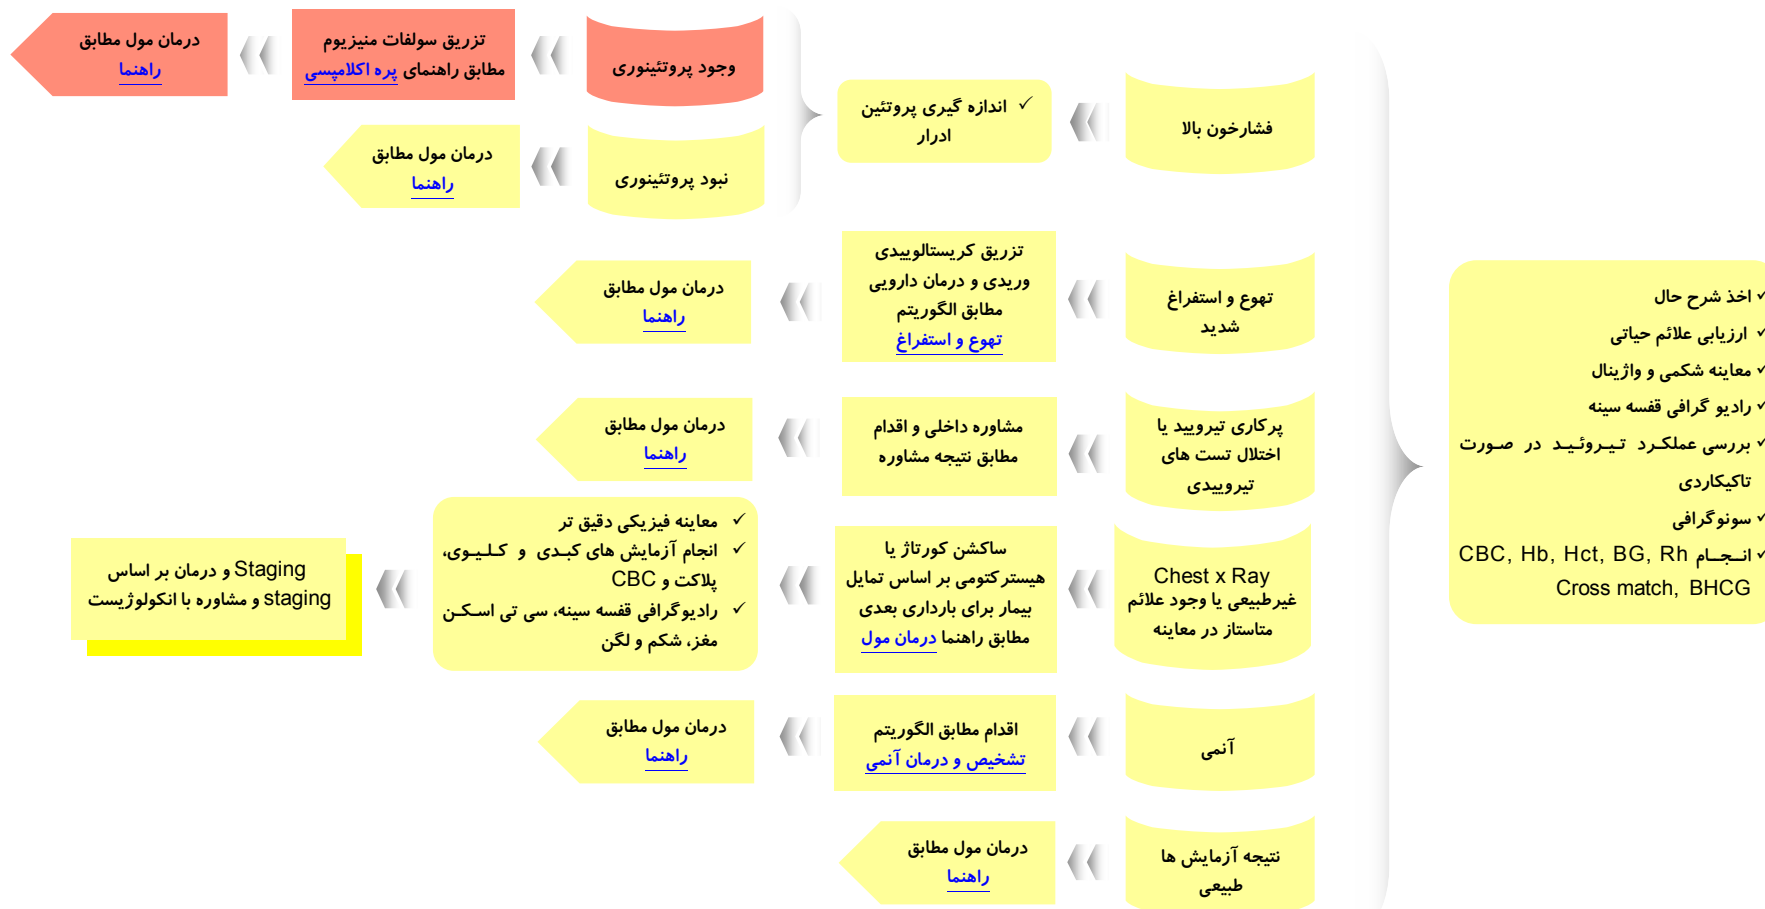 ✓ اخذ شرح حال
✓ ارزیابی علائم حیاتی
✓ معاینه شکمی و واژینال
✓ رادیو گرافی قفسه سینه
✓ بررسی عملکرد تیروئید در صورت
تاکیکاردی
✓ سونوگرافی
✓ انجام CBC, Hb, Hct, BG, Rh
Cross match, BHCG
فشارخون بالا
✓ اندازه گیری پروتئین
ادرار
وجود پروتئینوری
تزریق سولفات منیزیوم
مطابق راهنمای پره اکلامپسی
درمان مول مطابق
راهنما
نبود پروتئینوری
درمان مول مطابق
راهنما
تهوع و استفراغ
شدید
تزریق کریستالوییدی
وریدی و درمان دارویی
مطابق الگوریتم
تهوع و استفراغ
درمان مول مطابق
راهنما
پرکاری تیرویید یا
اختلال تست های
تیروییدی
مشاوره داخلی و اقدام
مطابق نتیجه مشاوره
درمان مول مطابق
راهنما
Chest x Ray
غیرطبیعی یا وجود علائم
متاستاز در معاینه
ساکشن کورتاژ یا
هیسترکتومی بر اساس تمایل
بیمار برای بارداری بعدی
مطابق راهنما درمان مول
✓ معاینه فیزیکی دقیق تر
✓ انجام آزمایش های کبدی و کلیوی،
پلاکت و CBC
✓ رادیوگرافی قفسه سینه، سی تی اسکن
مغز، شکم و لگن
Staging و درمان بر اساس
staging و مشاوره با انکولوژیست
آنمی
اقدام مطابق الگوریتم
تشخیص و درمان آنمی
درمان مول مطابق
راهنما
نتیجه آزمایش ها
طبیعی
درمان مول مطابق
راهنما